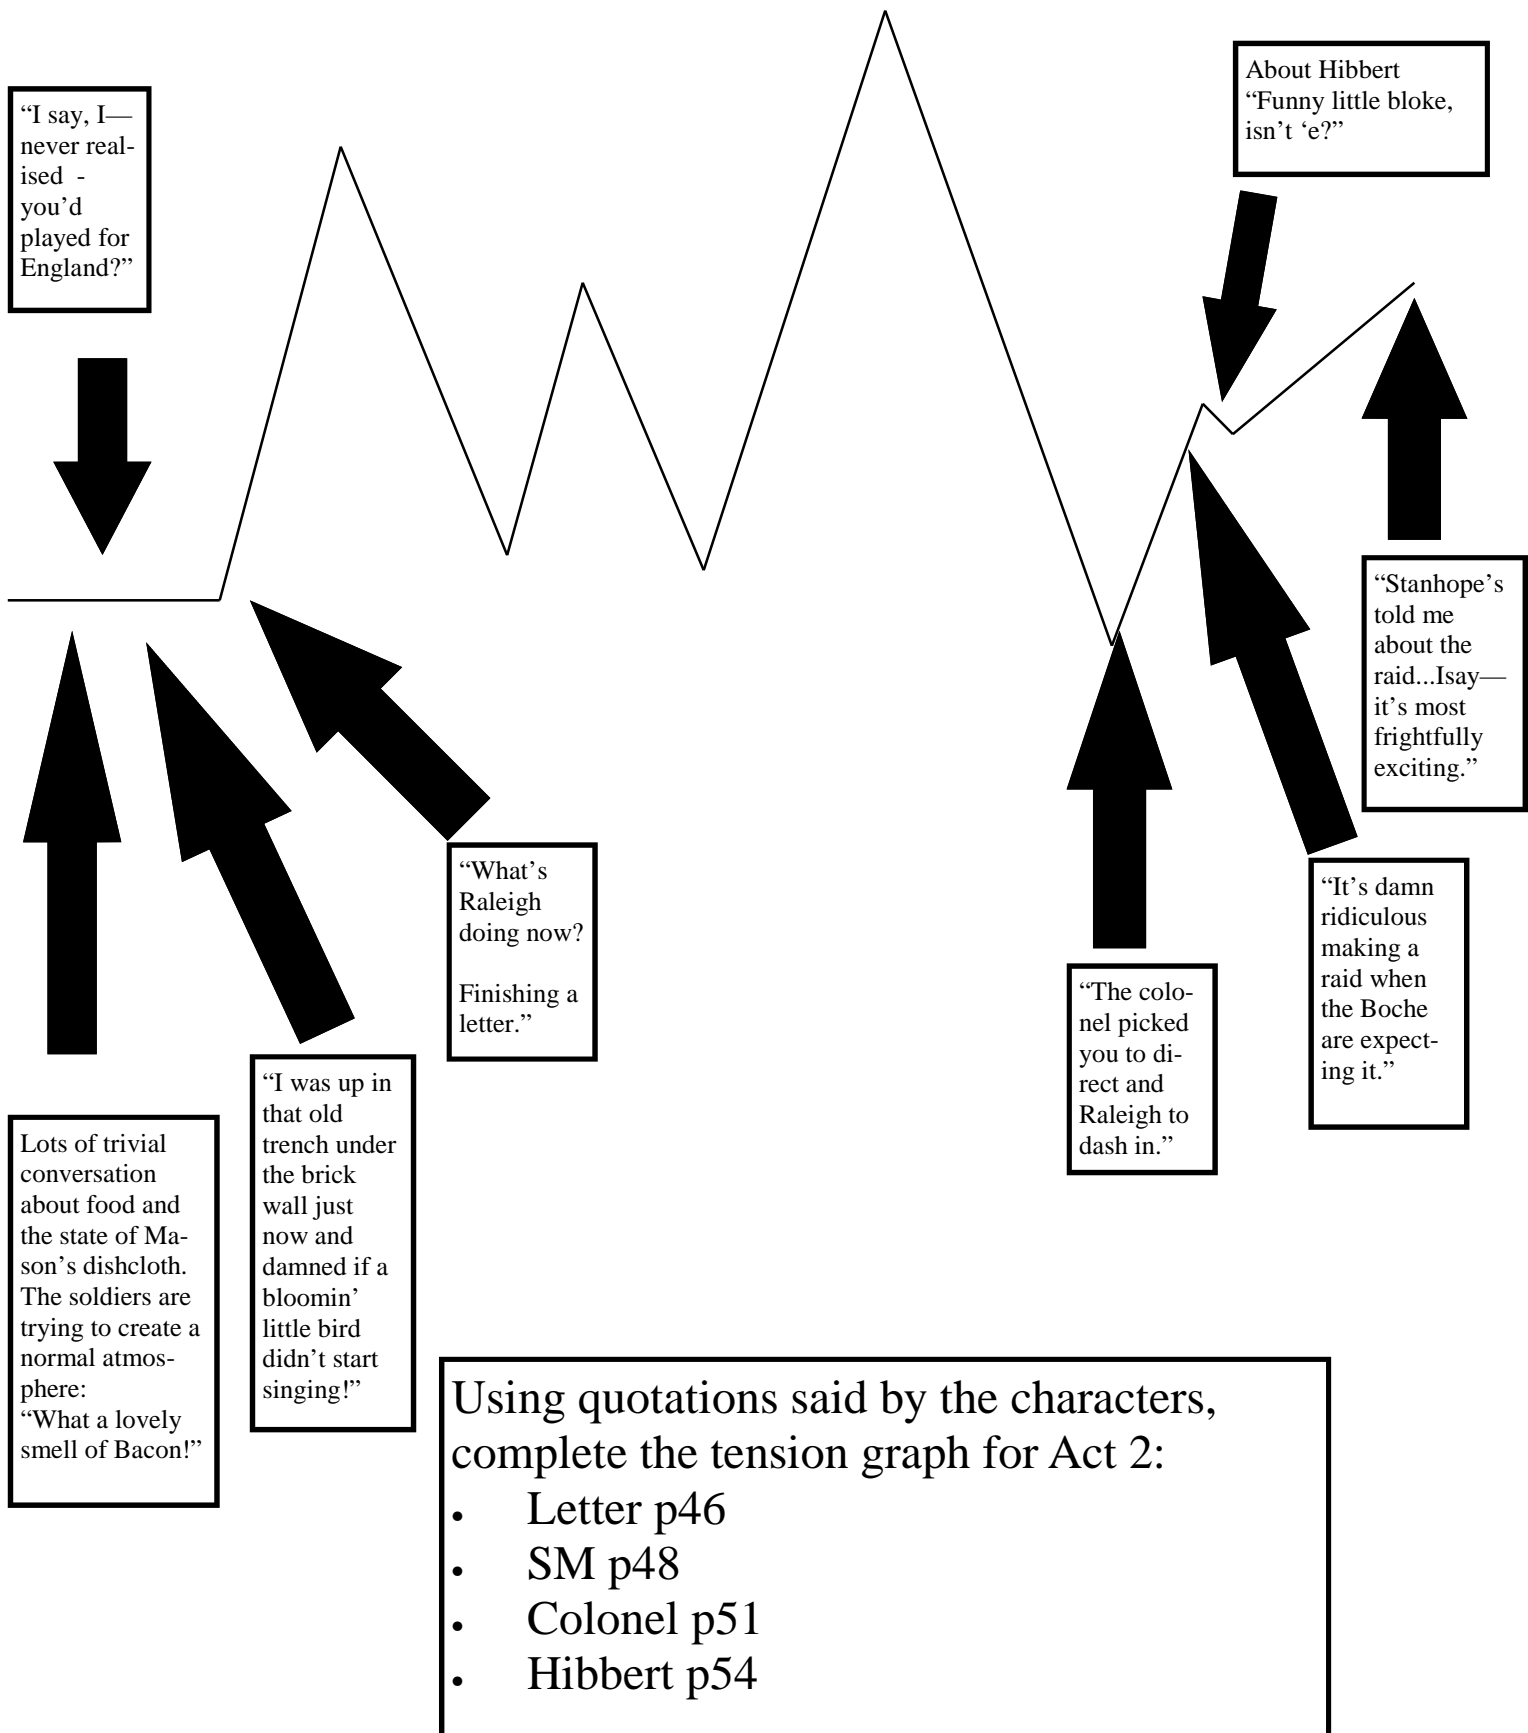 “I say, I—
never real-
ised  -
you’d
played for
England?”
About Hibbert
“Funny little bloke,
isn’t ‘e?”
“Stanhope’s
told me
about the
raid...Isay—
it’s most
frightfully
exciting.”
“What’s
Raleigh
doing now?
Finishing a
letter.”
“It’s damn
ridiculous
making a
raid when
the Boche
are expect-
ing it.”
“The colo-
nel picked
you to di-
rect and
Raleigh to
dash in.”
“I was up in
that old
trench under
the brick
wall just
now and
damned if a
bloomin’
little bird
didn’t start
singing!”
Lots of trivial
conversation
about food and
the state of Ma-
son’s dishcloth.
The soldiers are
trying to create a
normal atmos-
phere:
“What a lovely
smell of Bacon!”
Using quotations said by the characters,
complete the tension graph for Act 2:
• Letter p46
• SM p48
• Colonel p51
• Hibbert p54